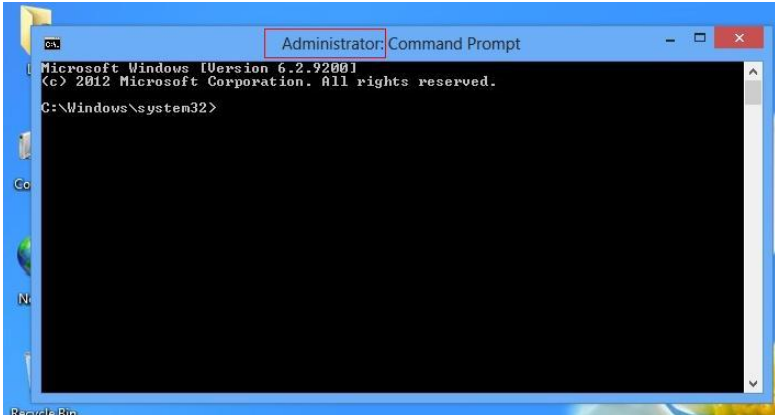 C:\.
Administrator: Command Prompt
Microsoft Windows [Version 6.2.9200]
(c) 2012 Microsoft Corporation. All rights reserved.
C:\Windows\system32>
Recycle Bin